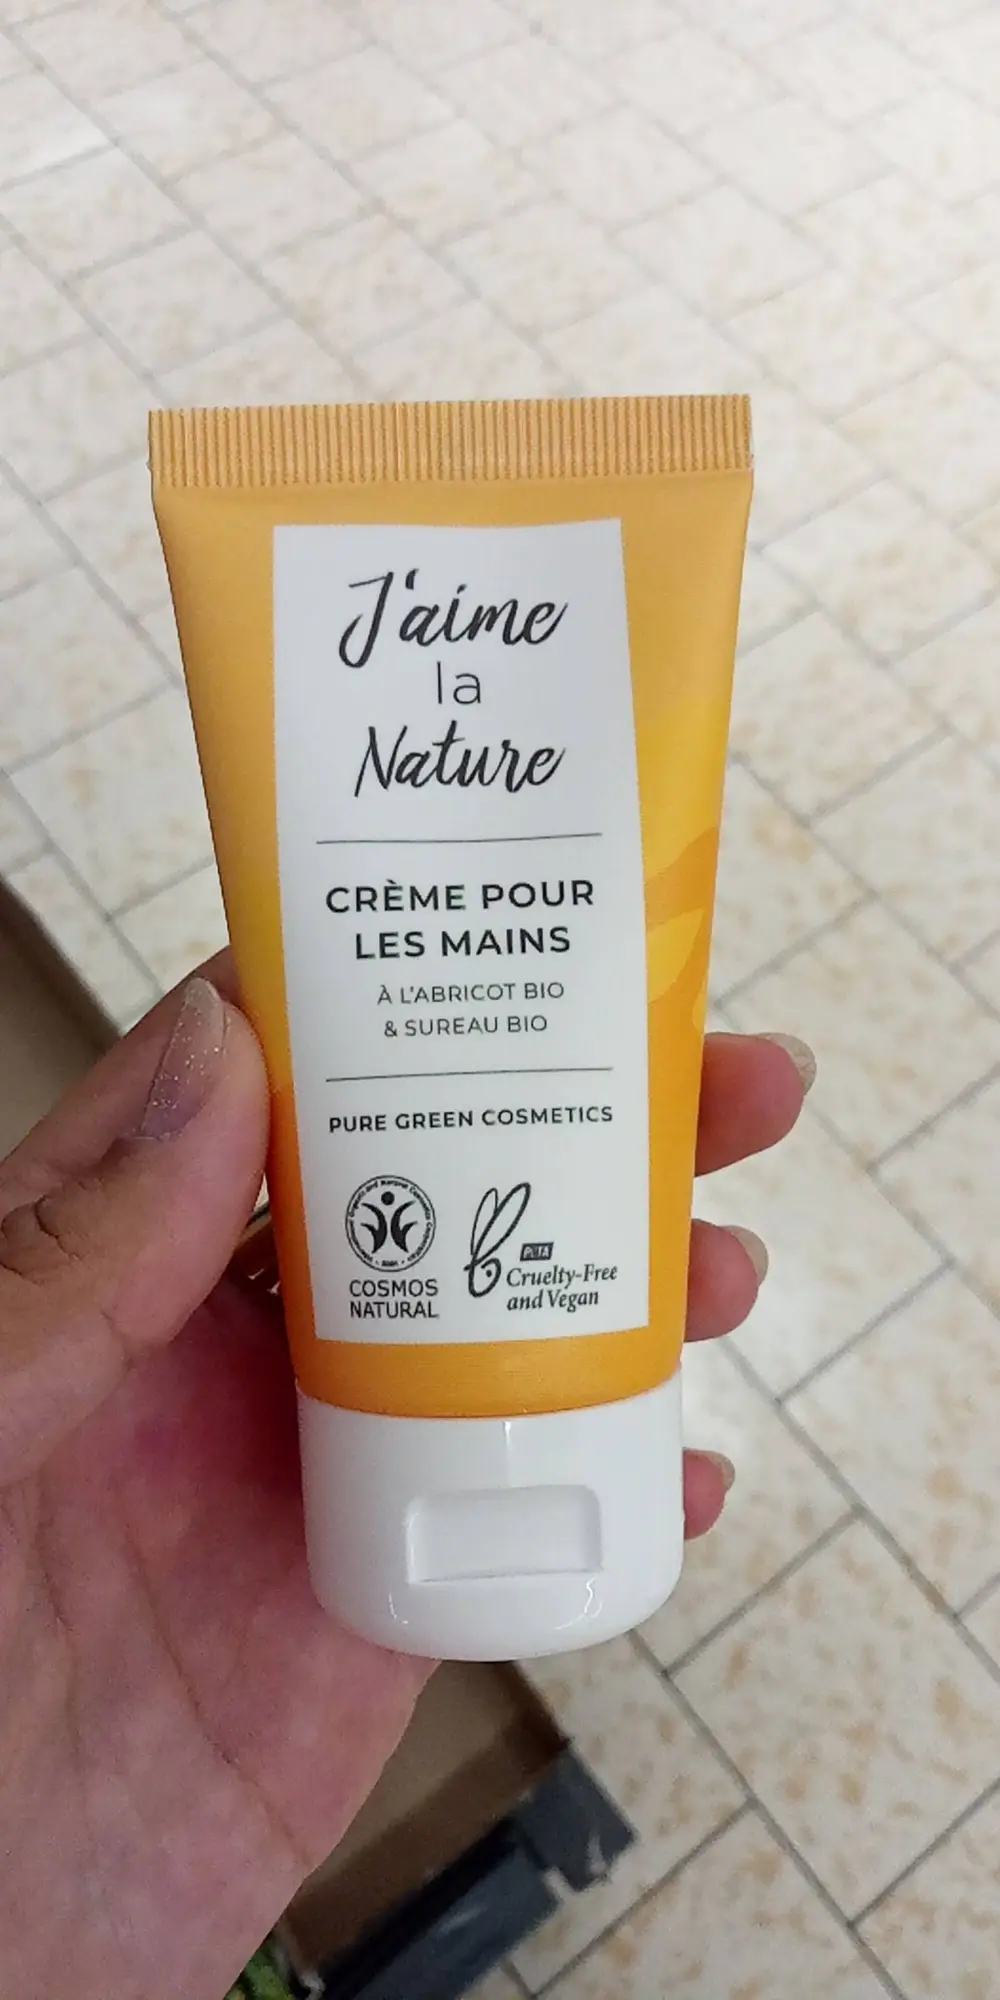 J'aime
la
Nature
CRÈME POUR
LES MAINS
À L'ABRICOT BIO
& SUREAU BIO
PURE GREEN COSMETICS
COSMOS
NATURAL
Cruelty-Free
and Vegan